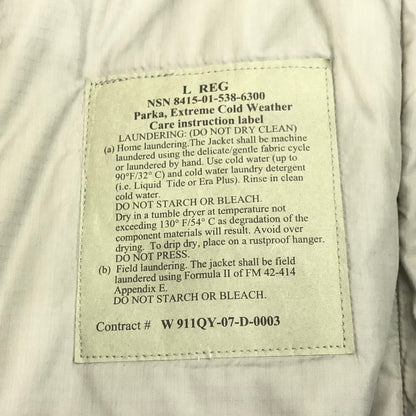 L REG
NSN 8415-01-538-6300
Parka, Extreme Cold Weather
Care instruction label
LAUNDERING: (DO NOT DRY CLEAN)
(a) Home laundering.The Jacket shall be machine
laundered using the delicate/gentle fabric cycle
or laundered by hand. Use cold water (up to
90°F/32° C) and cold water laundry detergent
(i.e. Liquid Tide or Era Plus). Rinse in clean
cold water.
DO NOT STARCH OR BLEACH.
Dry in a tumble dryer at temperature not
exceeding 130° F/54° C as degradation of the
component materials will result. Avoid over
drying. To drip dry, place on a rustproof hanger.
DO NOT PRESS.
(b) Field laundering. The jacket shall be field
laundered using Formula II of FM 42-414
Appendix E.
DO NOT STARCH OR BLEACH.
Contract # W 911QY-07-D-0003